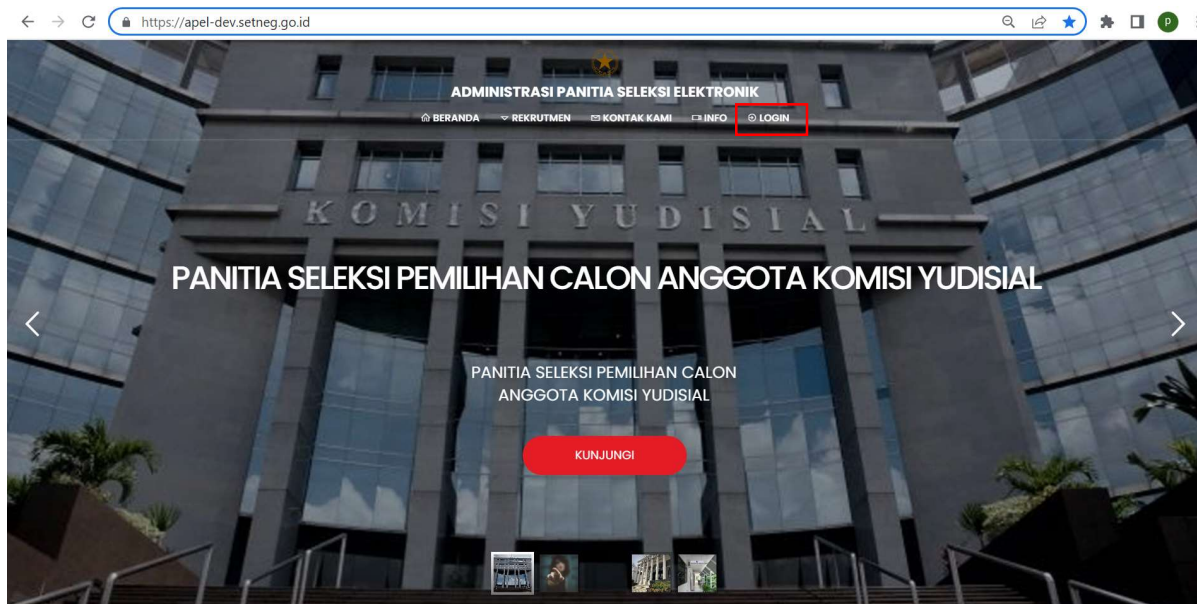 https://apel-dev.setneg.go.id
P
ADMINISTRASI PANITIA SELEKSI ELEKTRONIK
BERANDA REKRUTMEN KONTAK KAMI INFO LOGIN
KOMISI YUDISIAL
PANITIA SELEKSI PEMILIHAN CALON ANGGOTA KOMISI YUDISIAL
PANITIA SELEKSI PEMILIHAN CALON
ANGGOTA KOMISI YUDISIAL
KUNJUNGI